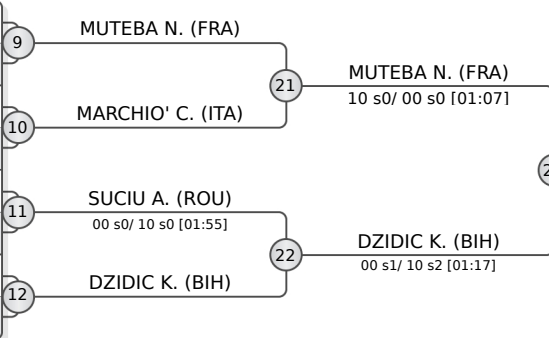 MUTEBA N. (FRA)
9
21
MUTEBA N. (FRA)
10 s0/ 00 s0 [01:07]
MARCHIO' C. (ITA)
10
SUCIU A. (ROU)
11
00 s0/ 10 s0 [01:55]
22
DZIDIC K. (BIH)
00 s1/ 10 s2 [01:17]
DZIDIC K. (BIH)
12